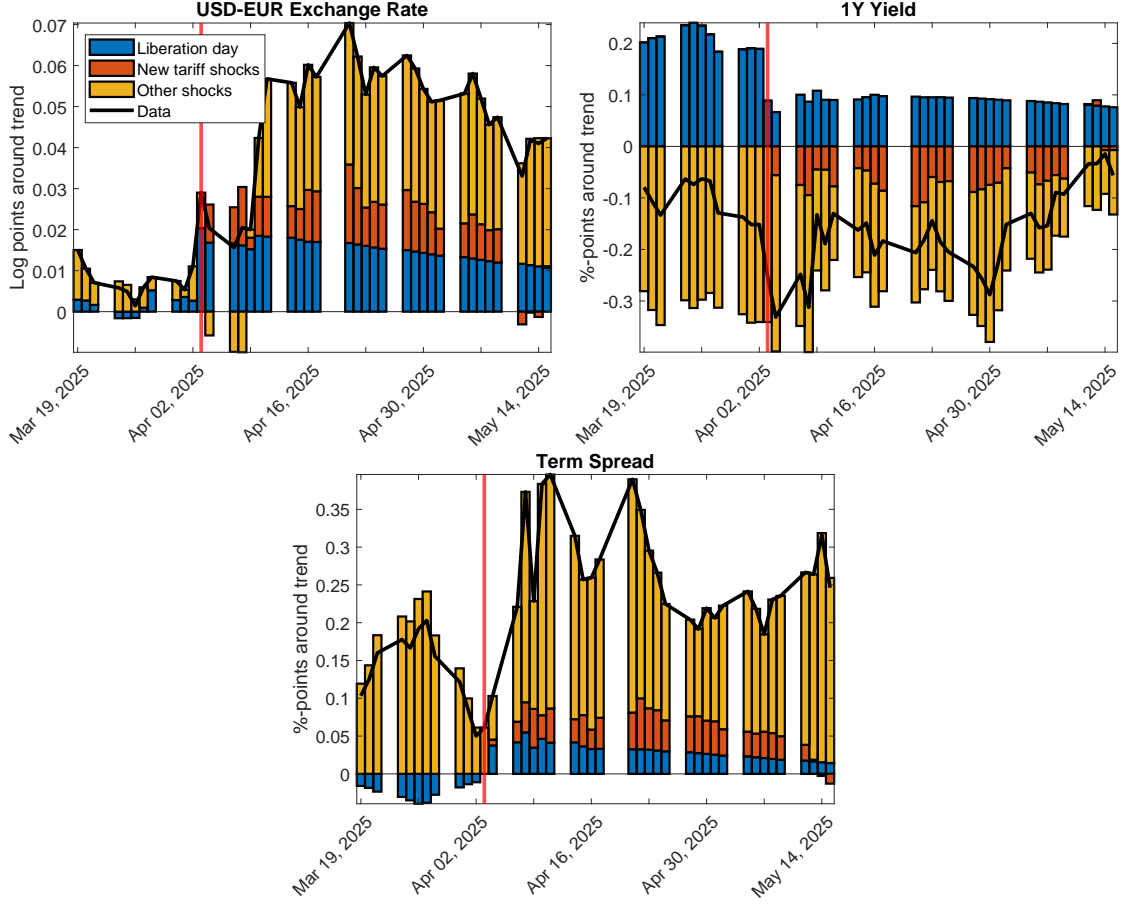 USD-EUR Exchange Rate
Log points around trend
0.07
0.06
0.05
0.04
0.03
0.02
0.01
0
Liberation day
New tariff shocks
Other shocks
Data
Mar 19, 2025
Apr 02, 2025
Apr 16, 2025
Apr 30, 2025
May 14, 2025
1Y Yield
%-points around trend
0.2
0.1
0
-0.1
-0.2
-0.3
Mar 19, 2025
Apr 02, 2025
Apr 16, 2025
Apr 30, 2025
May 14, 2025
Term Spread
%-points around trend
0.35
0.3
0.25
0.2
0.15
0.1
0.05
0
Mar 19, 2025
Apr 02, 2025
Apr 16, 2025
Apr 30, 2025
May 14, 2025